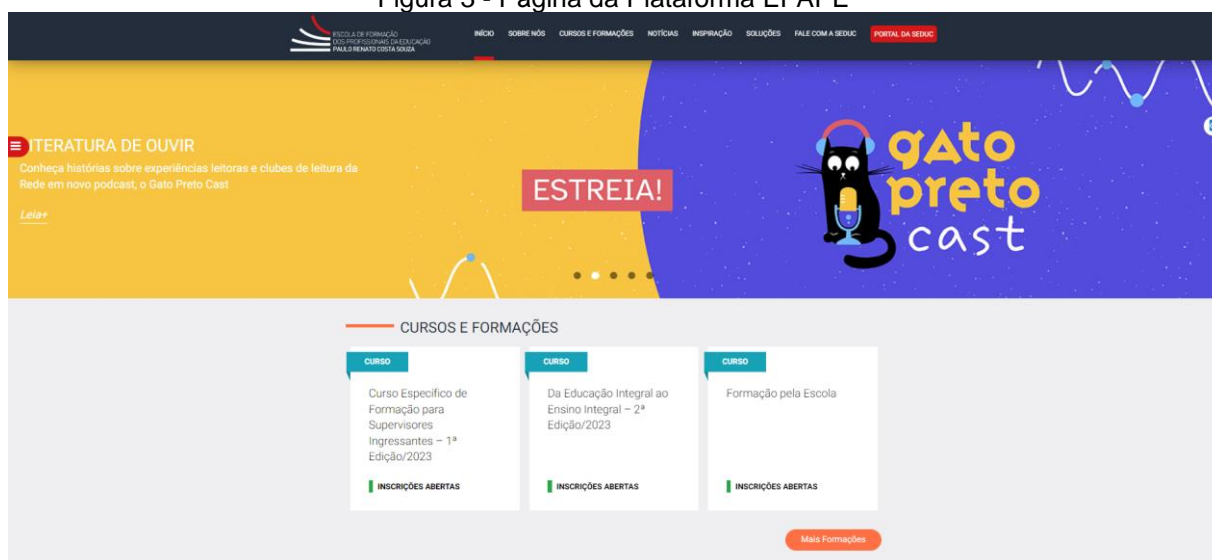 Figura 3 - Página da Plataforma EFAPE
ESCOLA DE FORMAÇÃO
DOS PROFISSIONAIS DA EDUCAÇÃO
PAULO RENATO COSTA SOUZA
INÍCIO SOBRE NÓS CURSOS E FORMAÇÕES NOTÍCIAS INSPIRAÇÃO SOLUÇÕES FALE COM A SEDUC PORTAL DA SEDUC
ITERATURA DE OUVIR
Conheça histórias sobre experiências leitoras e clubes de leitura da
Rede em novo podcast, o Gato Preto Cast
Leia+
ESTREIA!
gato
preto
cast
CURSOS E FORMAÇÕES
CURSO
Curso Específico de
Formação para
Supervisores
Ingressantes – 1ª
Edição/2023
INSCRIÇÕES ABERTAS
CURSO
Da Educação Integral ao
Ensino Integral – 2ª
Edição/2023
INSCRIÇÕES ABERTAS
CURSO
Formação pela Escola
INSCRIÇÕES ABERTAS
Mais Formações